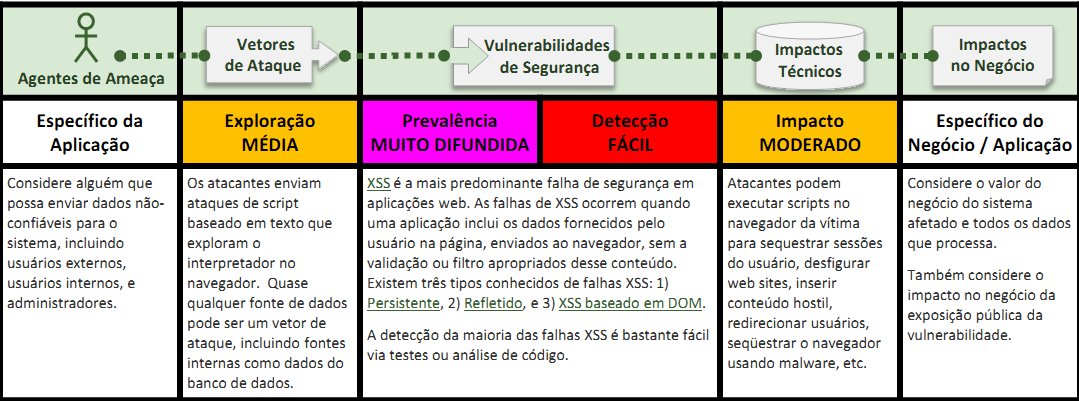 Agentes de Ameaça
Vetores
de Ataque
Vulnerabilidades
de Segurança
Impactos
Técnicos
Impactos
no Negócio
Específico da
Aplicação
Exploração
MÉDIA
Prevalência
MUITO DIFUNDIDA
Detecção
FÁCIL
Impacto
MODERADO
Específico do
Negócio / Aplicação
Considere alguém que
possa enviar dados não-
confiáveis para o
sistema, incluindo
usuários externos,
usuários internos, e
administradores.
Os atacantes enviam
ataques de script
baseado em texto que
exploram o
interpretador no
navegador. Quase
qualquer fonte de dados
pode ser um vetor de
ataque, incluindo fontes
internas como dados do
banco de dados.
XSS é a mais predominante falha de segurança em
aplicações web. As falhas de XSS ocorrem quando
uma aplicação inclui os dados fornecidos pelo
usuário na página, enviados ao navegador, sem a
validação ou filtro apropriados desse conteúdo.
Existem três tipos conhecidos de falhas XSS: 1)
Persistente, 2) Refletido, e 3) XSS baseado em DOM.
A detecção da maioria das falhas XSS é bastante fácil
via testes ou análise de código.
Atacantes podem
executar scripts no
navegador da vítima
para sequestrar sessões
do usuário, desfigurar
web sites, inserir
conteúdo hostil,
redirecionar usuários,
seqüestrar o navegador
usando malware, etc.
Considere o valor do
negócio do sistema
afetado e todos os dados
que processa.
Também considere o
impacto no negócio da
exposição pública da
vulnerabilidade.